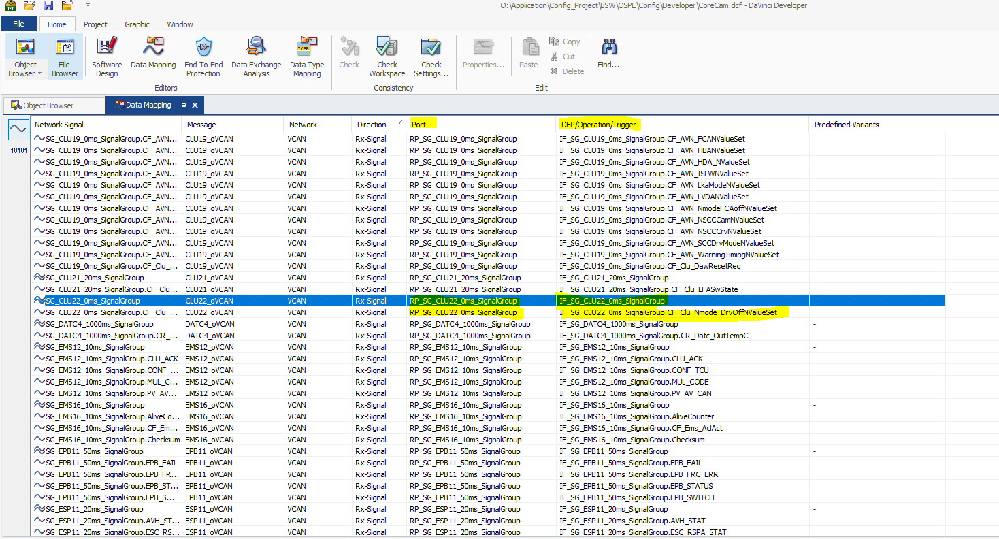 O:\Application\Config_Project\BSW\OSPE\Config\Developer\CoreCam.dcf - DaVinci Developer
File Home Project Graphic Window
Object Browser
File Browser
Software Design
Data Mapping
End-To-End Protection
Data Exchange Analysis
Data Type Mapping
Check
Check Workspace
Check Settings...
Properties...
Paste
Copy
Cut
Delete
Find...
Editors Consistency Edit
Object Browser Data Mapping
10101
Network Signal Message Network Direction Port DEP/Operation/Trigger Predefined Variants
SG_CLU19_0ms_SignalGroup.CF_AVN... CLU19_oVCAN VCAN Rx-Signal RP_SG_CLU19_0ms_SignalGroup IF_SG_CLU19_0ms_SignalGroup.CF_AVN_FCANValueSet
SG_CLU19_0ms_SignalGroup.CF_AVN... CLU19_oVCAN VCAN Rx-Signal RP_SG_CLU19_0ms_SignalGroup IF_SG_CLU19_0ms_SignalGroup.CF_AVN_HBANValueSet
SG_CLU19_0ms_SignalGroup.CF_AVN... CLU19_oVCAN VCAN Rx-Signal RP_SG_CLU19_0ms_SignalGroup IF_SG_CLU19_0ms_SignalGroup.CF_AVN_HDA_NValueSet
SG_CLU19_0ms_SignalGroup.CF_AVN... CLU19_oVCAN VCAN Rx-Signal RP_SG_CLU19_0ms_SignalGroup IF_SG_CLU19_0ms_SignalGroup.CF_AVN_ISLWNValueSet
SG_CLU19_0ms_SignalGroup.CF_AVN... CLU19_oVCAN VCAN Rx-Signal RP_SG_CLU19_0ms_SignalGroup IF_SG_CLU19_0ms_SignalGroup.CF_AVN_LkaModeNValueSet
SG_CLU19_0ms_SignalGroup.CF_AVN... CLU19_oVCAN VCAN Rx-Signal RP_SG_CLU19_0ms_SignalGroup IF_SG_CLU19_0ms_SignalGroup.CF_AVN_LVDANValueSet
SG_CLU19_0ms_SignalGroup.CF_AVN... CLU19_oVCAN VCAN Rx-Signal RP_SG_CLU19_0ms_SignalGroup IF_SG_CLU19_0ms_SignalGroup.CF_AVN_NmodeFCAoffNValueSet
SG_CLU19_0ms_SignalGroup.CF_AVN... CLU19_oVCAN VCAN Rx-Signal RP_SG_CLU19_0ms_SignalGroup IF_SG_CLU19_0ms_SignalGroup.CF_AVN_NSCCCamNValueSet
SG_CLU19_0ms_SignalGroup.CF_AVN... CLU19_oVCAN VCAN Rx-Signal RP_SG_CLU19_0ms_SignalGroup IF_SG_CLU19_0ms_SignalGroup.CF_AVN_NSCCCrvNValueSet
SG_CLU19_0ms_SignalGroup.CF_AVN... CLU19_oVCAN VCAN Rx-Signal RP_SG_CLU19_0ms_SignalGroup IF_SG_CLU19_0ms_SignalGroup.CF_AVN_SCCDrvModeNValueSet
SG_CLU19_0ms_SignalGroup.CF_AVN... CLU19_oVCAN VCAN Rx-Signal RP_SG_CLU19_0ms_SignalGroup IF_SG_CLU19_0ms_SignalGroup.CF_AVN_WarningTimingNValueSet
SG_CLU19_0ms_SignalGroup.CF_Clu_... CLU19_oVCAN VCAN Rx-Signal RP_SG_CLU19_0ms_SignalGroup IF_SG_CLU19_0ms_SignalGroup.CF_Clu_DawResetReq
SG_CLU21_20ms_SignalGroup CLU21_oVCAN VCAN Rx-Signal RP_SG_CLU21_20ms_SignalGroup IF_SG_CLU21_20ms_SignalGroup -
SG_CLU21_20ms_SignalGroup.CF_Clu... CLU21_oVCAN VCAN Rx-Signal RP_SG_CLU21_20ms_SignalGroup IF_SG_CLU21_20ms_SignalGroup.CF_Clu_LFASwState
SG_CLU22_0ms_SignalGroup CLU22_oVCAN VCAN Rx-Signal RP_SG_CLU22_0ms_SignalGroup IF_SG_CLU22_0ms_SignalGroup -
SG_CLU22_0ms_SignalGroup.CF_Clu_... CLU22_oVCAN VCAN Rx-Signal RP_SG_CLU22_0ms_SignalGroup IF_SG_CLU22_0ms_SignalGroup.CF_Clu_Nmode_DrvOffNValueSet
SG_DATC4_1000ms_SignalGroup DATC4_oVCAN VCAN Rx-Signal RP_SG_DATC4_1000ms_SignalGroup IF_SG_DATC4_1000ms_SignalGroup -
SG_DATC4_1000ms_SignalGroup.CR_... DATC4_oVCAN VCAN Rx-Signal RP_SG_DATC4_1000ms_SignalGroup IF_SG_DATC4_1000ms_SignalGroup.CR_Datc_OutTempC
SG_EMS12_10ms_SignalGroup EMS12_oVCAN VCAN Rx-Signal RP_SG_EMS12_10ms_SignalGroup IF_SG_EMS12_10ms_SignalGroup -
SG_EMS12_10ms_SignalGroup.CLU_ACK EMS12_oVCAN VCAN Rx-Signal RP_SG_EMS12_10ms_SignalGroup IF_SG_EMS12_10ms_SignalGroup.CLU_ACK
SG_EMS12_10ms_SignalGroup.CONF_... EMS12_oVCAN VCAN Rx-Signal RP_SG_EMS12_10ms_SignalGroup IF_SG_EMS12_10ms_SignalGroup.CONF_TCU
SG_EMS12_10ms_SignalGroup.MUL_C... EMS12_oVCAN VCAN Rx-Signal RP_SG_EMS12_10ms_SignalGroup IF_SG_EMS12_10ms_SignalGroup.MUL_CODE
SG_EMS12_10ms_SignalGroup.PV_AV... EMS12_oVCAN VCAN Rx-Signal RP_SG_EMS12_10ms_SignalGroup IF_SG_EMS12_10ms_SignalGroup.PV_AV_CAN
SG_EMS16_10ms_SignalGroup EMS16_oVCAN VCAN Rx-Signal RP_SG_EMS16_10ms_SignalGroup IF_SG_EMS16_10ms_SignalGroup -
SG_EMS16_10ms_SignalGroup.AliveCo... EMS16_oVCAN VCAN Rx-Signal RP_SG_EMS16_10ms_SignalGroup IF_SG_EMS16_10ms_SignalGroup.AliveCounter
SG_EMS16_10ms_SignalGroup.CF_Em... EMS16_oVCAN VCAN Rx-Signal RP_SG_EMS16_10ms_SignalGroup IF_SG_EMS16_10ms_SignalGroup.CF_Ems_AclAct
SG_EMS16_10ms_SignalGroup.Checksum EMS16_oVCAN VCAN Rx-Signal RP_SG_EMS16_10ms_SignalGroup IF_SG_EMS16_10ms_SignalGroup.Checksum
SG_EPB11_50ms_SignalGroup EPB11_oVCAN VCAN Rx-Signal RP_SG_EPB11_50ms_SignalGroup IF_SG_EPB11_50ms_SignalGroup -
SG_EPB11_50ms_SignalGroup.EPB_FAIL EPB11_oVCAN VCAN Rx-Signal RP_SG_EPB11_50ms_SignalGroup IF_SG_EPB11_50ms_SignalGroup.EPB_FAIL
SG_EPB11_50ms_SignalGroup.EPB_FR... EPB11_oVCAN VCAN Rx-Signal RP_SG_EPB11_50ms_SignalGroup IF_SG_EPB11_50ms_SignalGroup.EPB_FRC_ERR
SG_EPB11_50ms_SignalGroup.EPB_ST... EPB11_oVCAN VCAN Rx-Signal RP_SG_EPB11_50ms_SignalGroup IF_SG_EPB11_50ms_SignalGroup.EPB_STATUS
SG_EPB11_50ms_SignalGroup.EPB_S... EPB11_oVCAN VCAN Rx-Signal RP_SG_EPB11_50ms_SignalGroup IF_SG_EPB11_50ms_SignalGroup.EPB_SWITCH
SG_ESP11_20ms_SignalGroup ESP11_oVCAN VCAN Rx-Signal RP_SG_ESP11_20ms_SignalGroup IF_SG_ESP11_20ms_SignalGroup -
SG_ESP11_20ms_SignalGroup.AVH_ST... ESP11_oVCAN VCAN Rx-Signal RP_SG_ESP11_20ms_SignalGroup IF_SG_ESP11_20ms_SignalGroup.AVH_STAT
SG_ESP11_20ms_SignalGroup.ESC_RS... ESP11_oVCAN VCAN Rx-Signal RP_SG_ESP11_20ms_SignalGroup IF_SG_ESP11_20ms_SignalGroup.ESC_RSPA_STAT